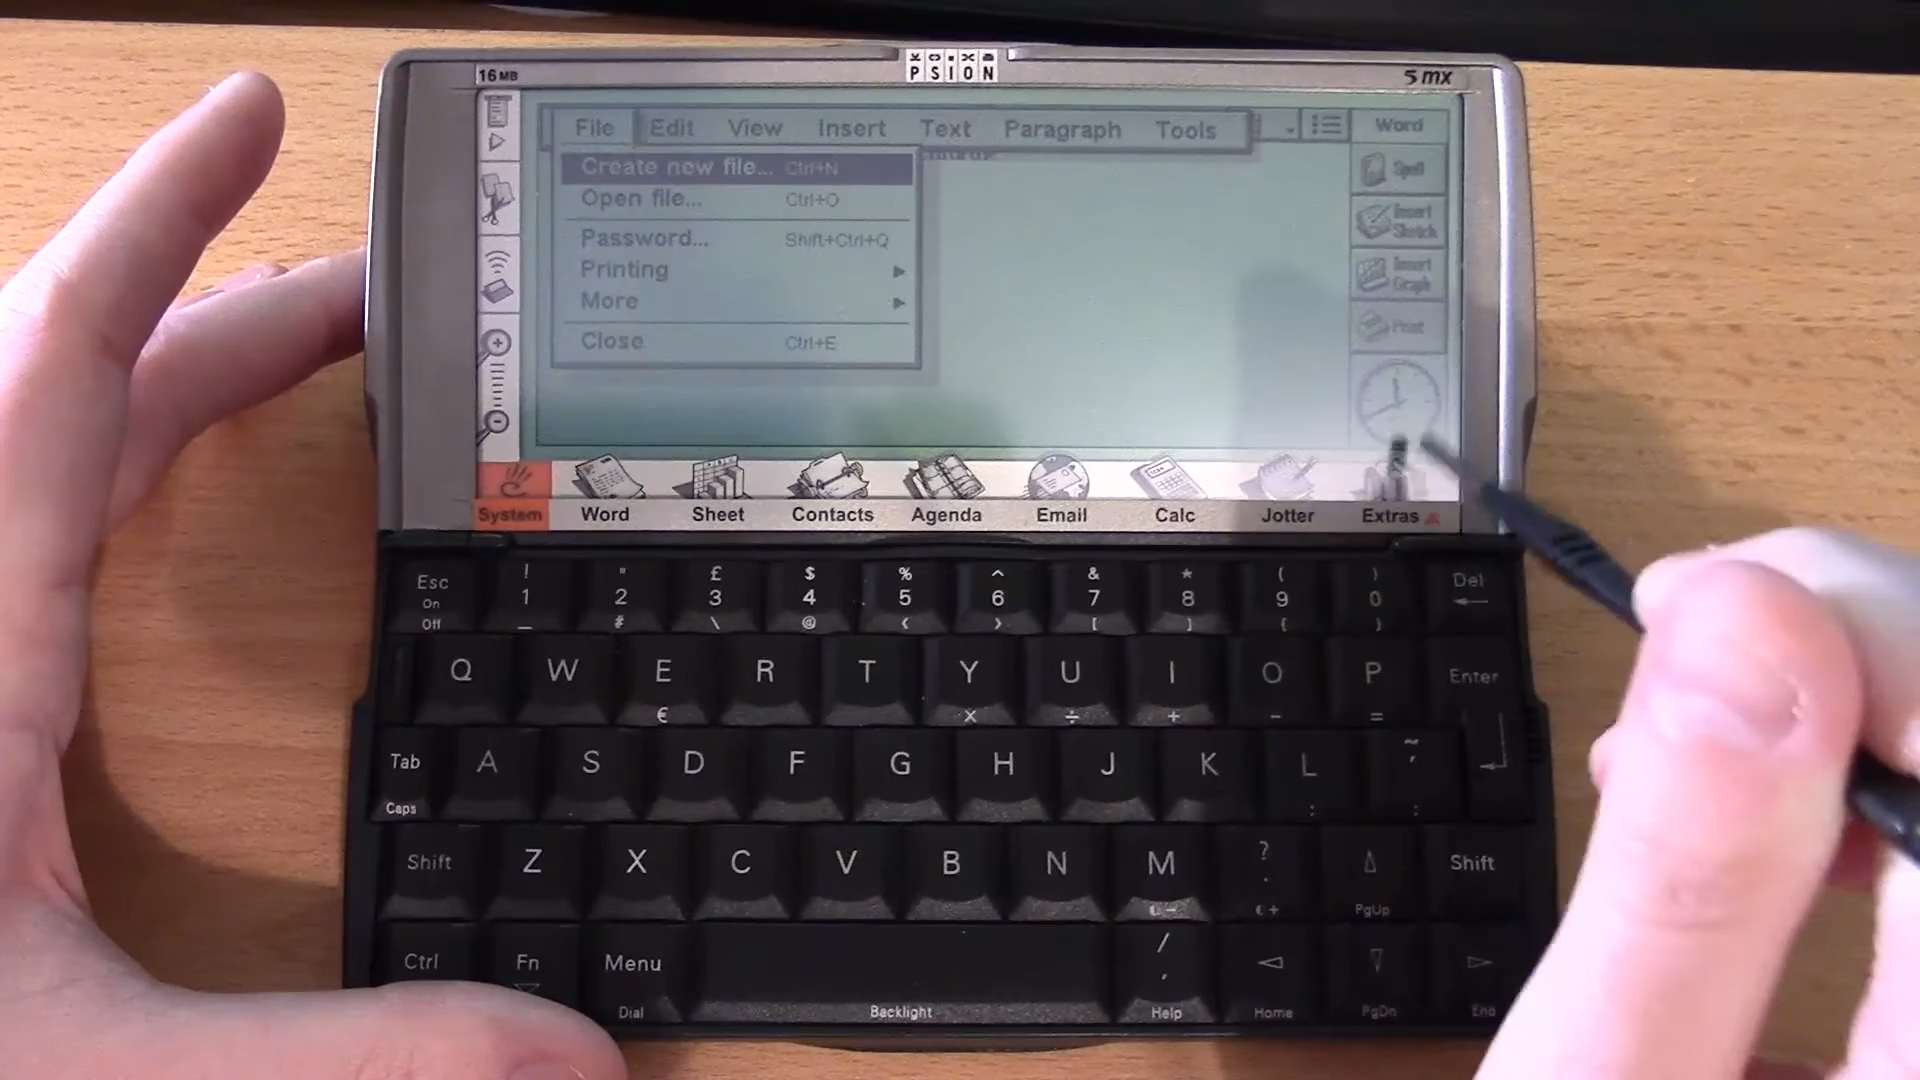 16 MB
PSION
5mx
File Edit View Insert Text Paragraph Tools
Word
Create new file... Ctrl+N
Open file... Ctrl+O
Password... Shift+Ctrl+Q
Printing
More
Close Ctrl+E
Spell
Insert
Sketch
Insert
Graph
Print
System Word Sheet Contacts Agenda Email Calc Jotter Extras
! " £ $ % ^ & * ( )
Esc 1 2 3 4 5 6 7 8 9 0 Del
On
Off _ # \ @ < > [ ] { }
Q W E R T Y U I O P Enter
€ x ÷ + - =
Tab A S D F G H J K L ~ '
Caps ; :
Shift Z X C V B N M ? . Shift
PgUp
Ctrl Fn Menu / ,
Dial Backlight Help Home PgDn End